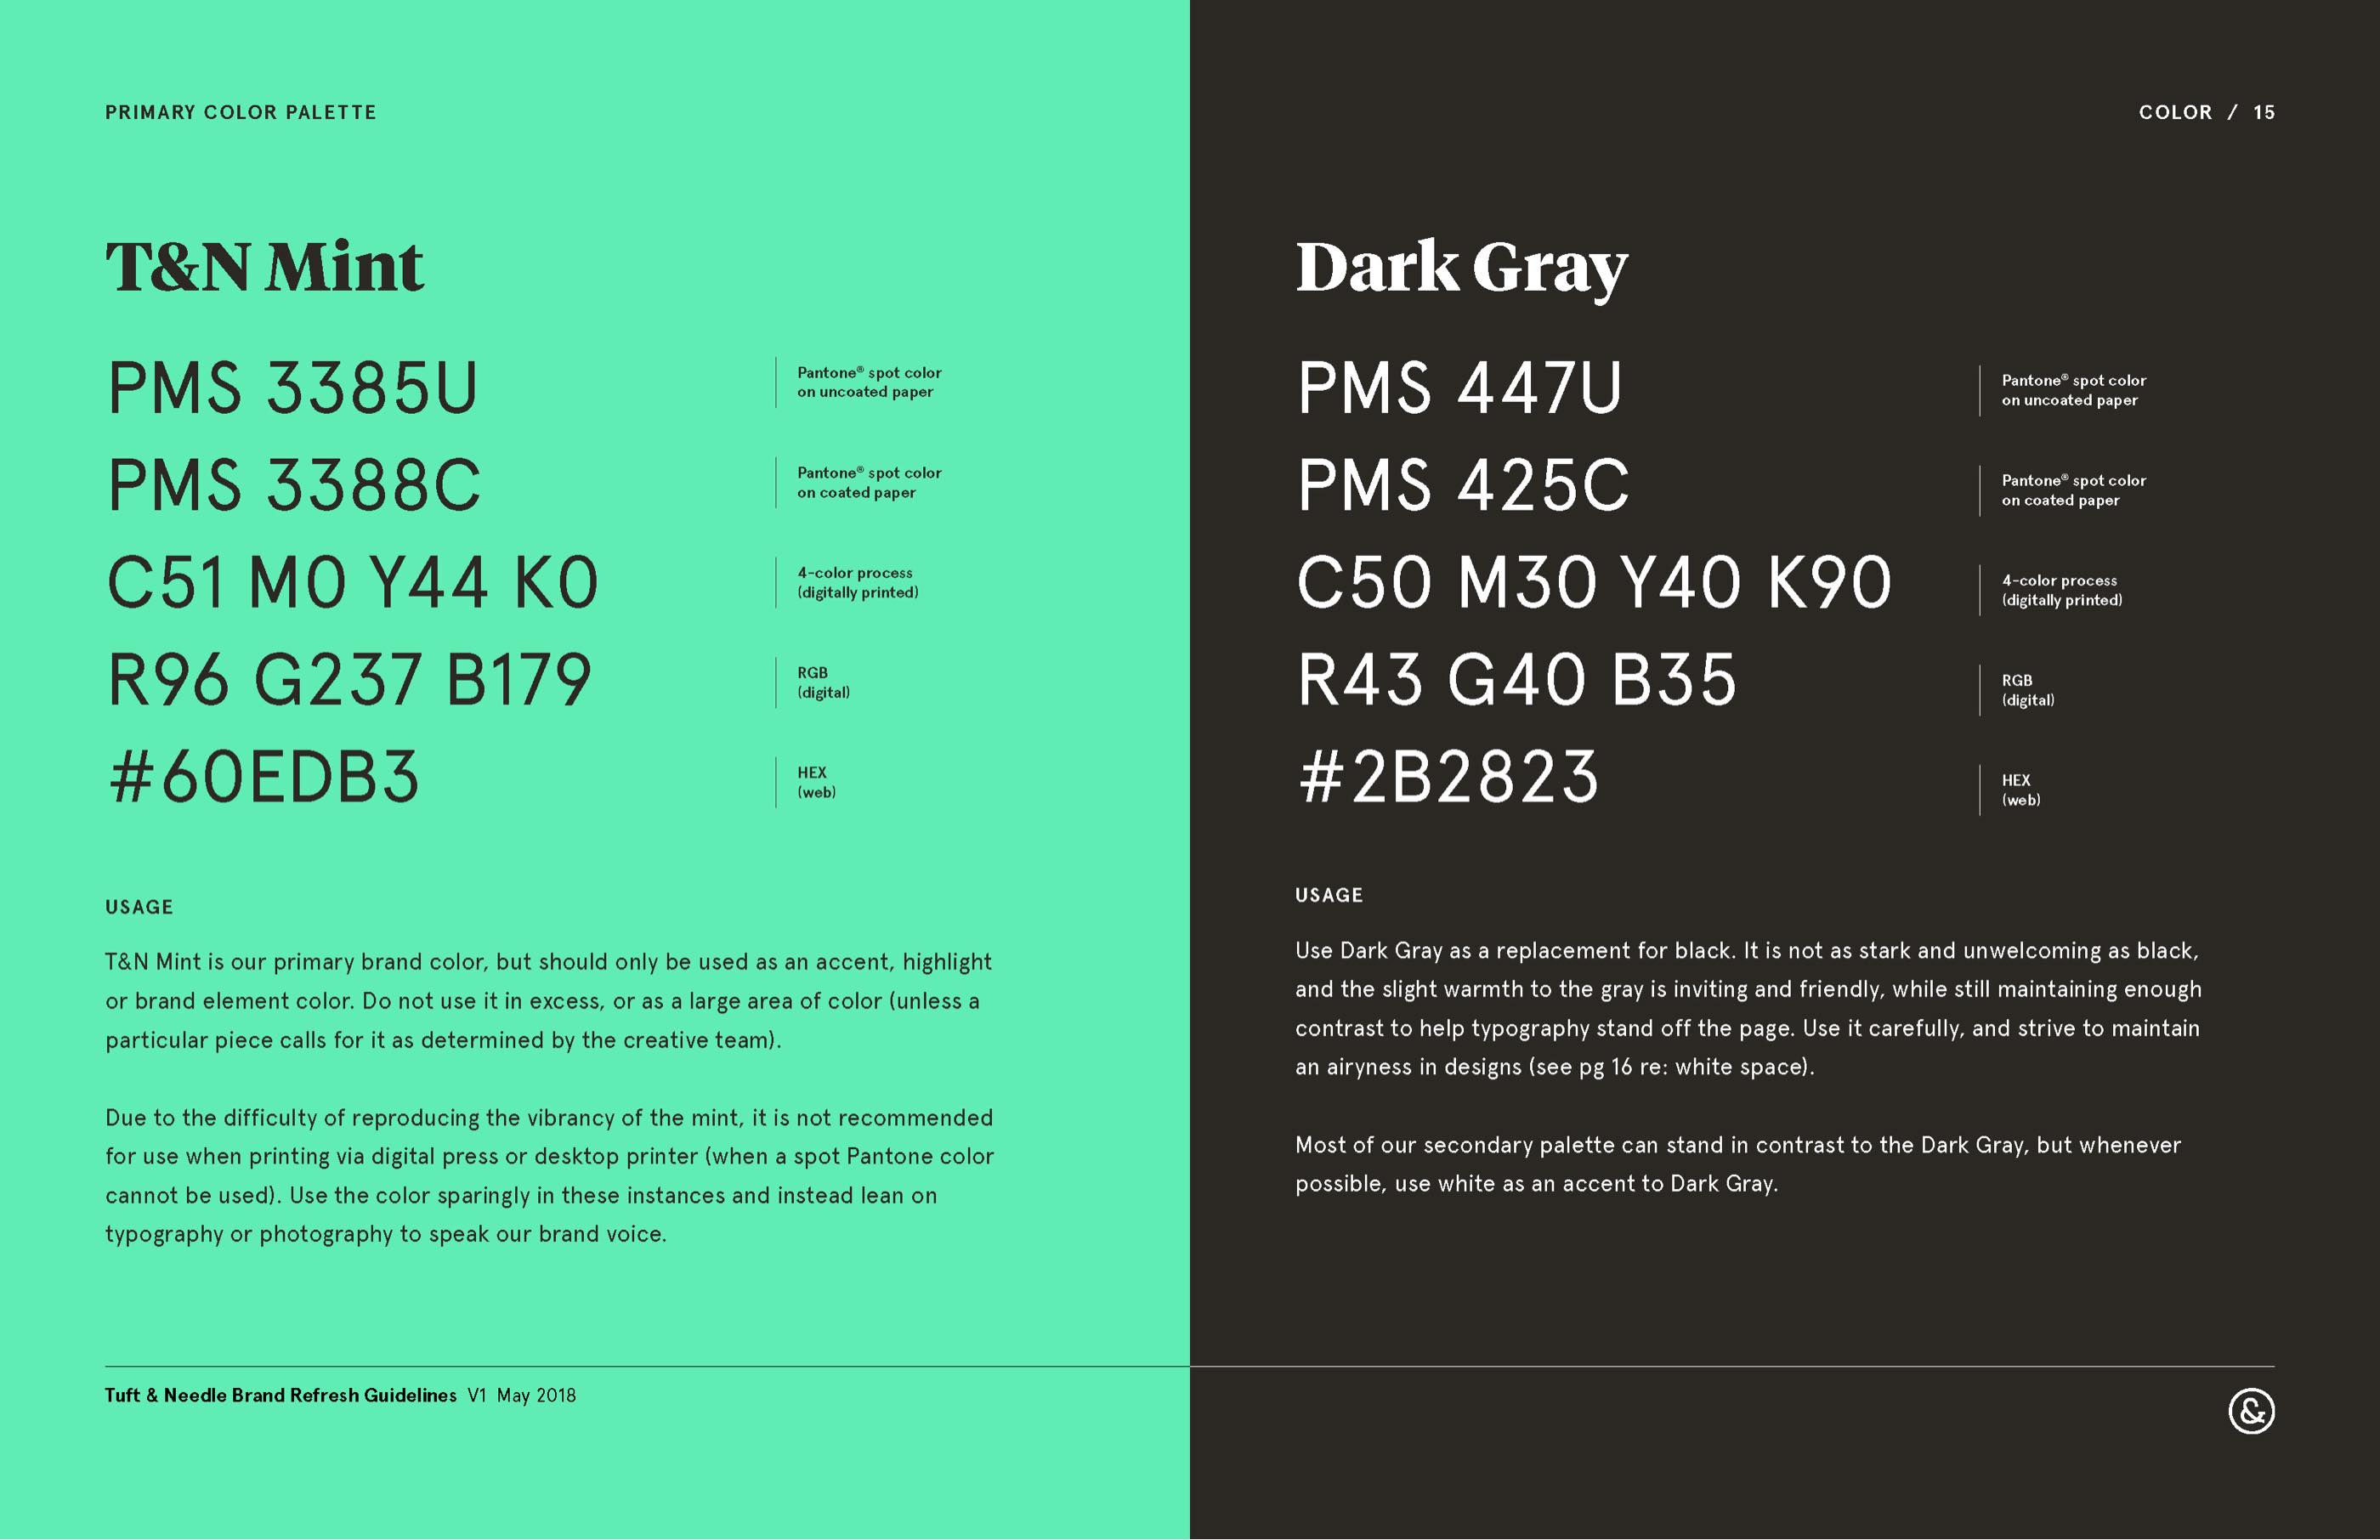 PRIMARY COLOR PALETTE
COLOR / 15
T&N Mint
PMS 3385U
Pantone® spot color
on uncoated paper
PMS 3388C
Pantone® spot color
on coated paper
C51 M0 Y44 K0
4-color process
(digitally printed)
R96 G237 B179
RGB
(digital)
#60EDB3
HEX
(web)
USAGE
T&N Mint is our primary brand color, but should only be used as an accent, highlight
or brand element color. Do not use it in excess, or as a large area of color (unless a
particular piece calls for it as determined by the creative team).
Due to the difficulty of reproducing the vibrancy of the mint, it is not recommended
for use when printing via digital press or desktop printer (when a spot Pantone color
cannot be used). Use the color sparingly in these instances and instead lean on
typography or photography to speak our brand voice.
Dark Gray
PMS 447U
Pantone® spot color
on uncoated paper
PMS 425C
Pantone® spot color
on coated paper
C50 M30 Y40 K90
4-color process
(digitally printed)
R43 G40 B35
RGB
(digital)
#2B2823
HEX
(web)
USAGE
Use Dark Gray as a replacement for black. It is not as stark and unwelcoming as black,
and the slight warmth to the gray is inviting and friendly, while still maintaining enough
contrast to help typography stand off the page. Use it carefully, and strive to maintain
an airyness in designs (see pg 16 re: white space).
Most of our secondary palette can stand in contrast to the Dark Gray, but whenever
possible, use white as an accent to Dark Gray.
Tuft & Needle Brand Refresh Guidelines V1 May 2018
&